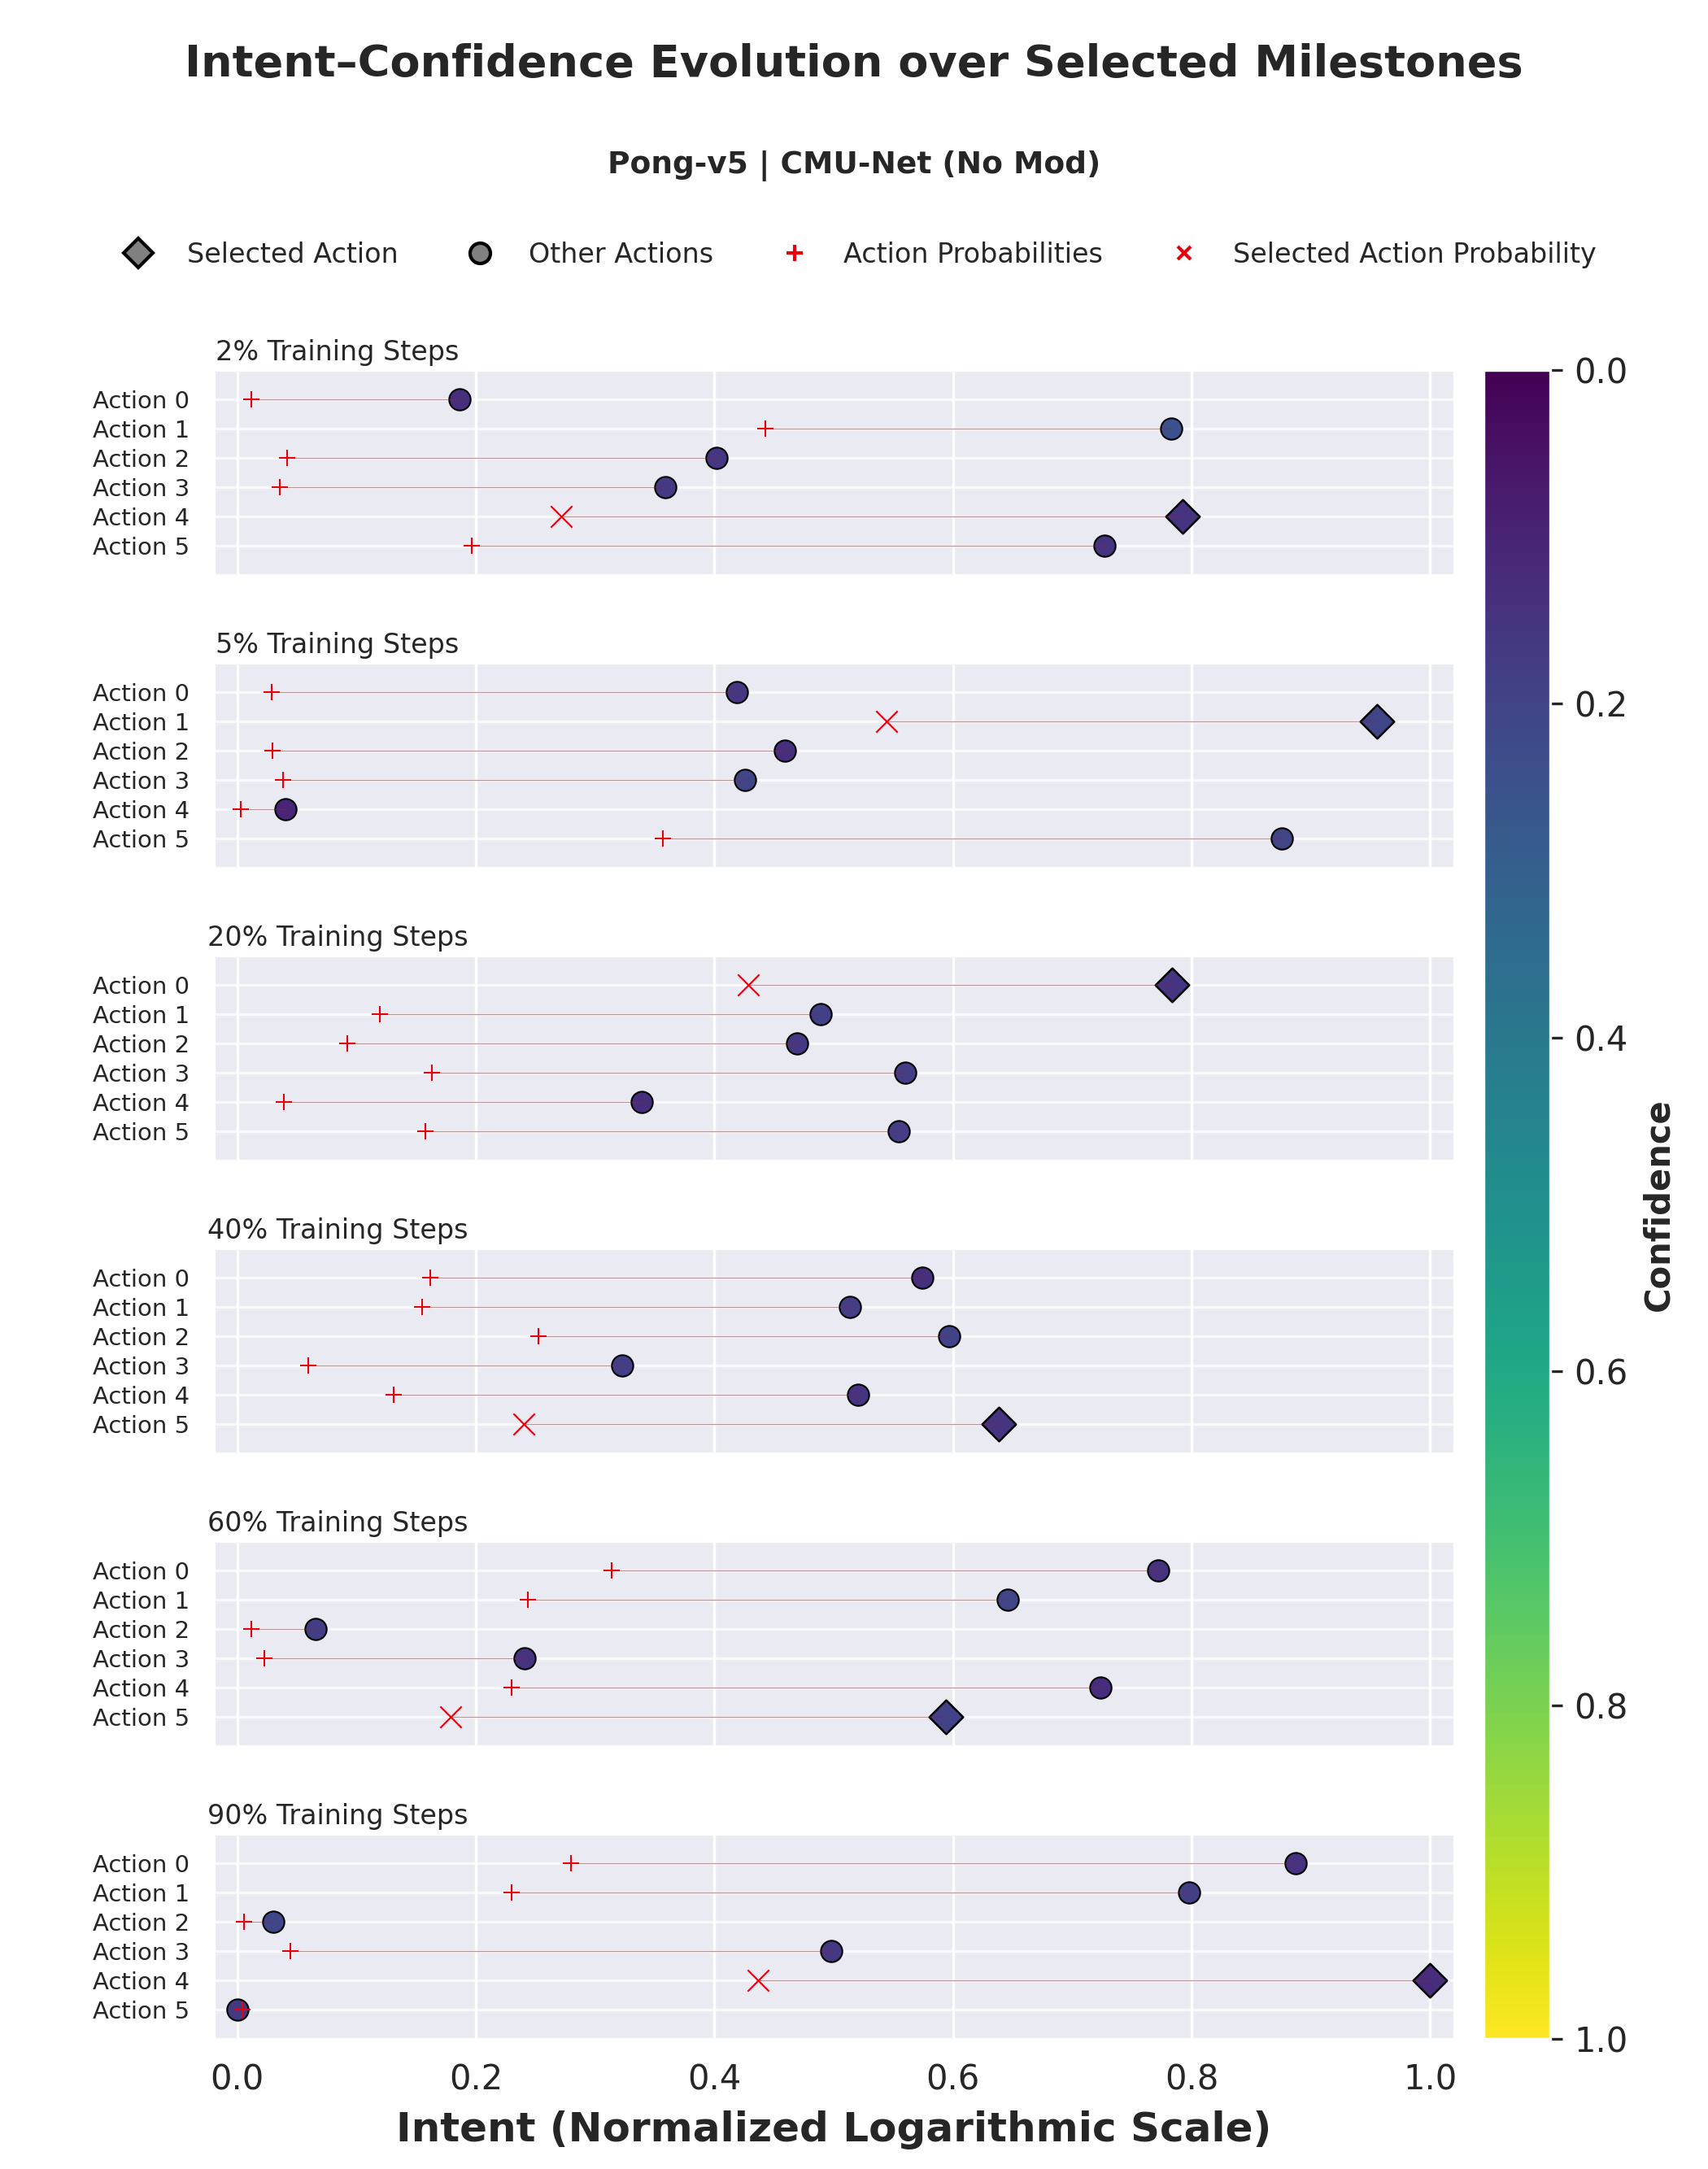 Intent–Confidence Evolution over Selected Milestones
Pong-v5 | CMU-Net (No Mod)
Selected Action Other Actions Action Probabilities Selected Action Probability
2% Training Steps
Action 0
Action 1
Action 2
Action 3
Action 4
Action 5
5% Training Steps
Action 0
Action 1
Action 2
Action 3
Action 4
Action 5
20% Training Steps
Action 0
Action 1
Action 2
Action 3
Action 4
Action 5
40% Training Steps
Action 0
Action 1
Action 2
Action 3
Action 4
Action 5
60% Training Steps
Action 0
Action 1
Action 2
Action 3
Action 4
Action 5
90% Training Steps
Action 0
Action 1
Action 2
Action 3
Action 4
Action 5
0.0 0.2 0.4 0.6 0.8 1.0
Intent (Normalized Logarithmic Scale)
0.0
0.2
0.4
0.6
0.8
1.0
Confidence